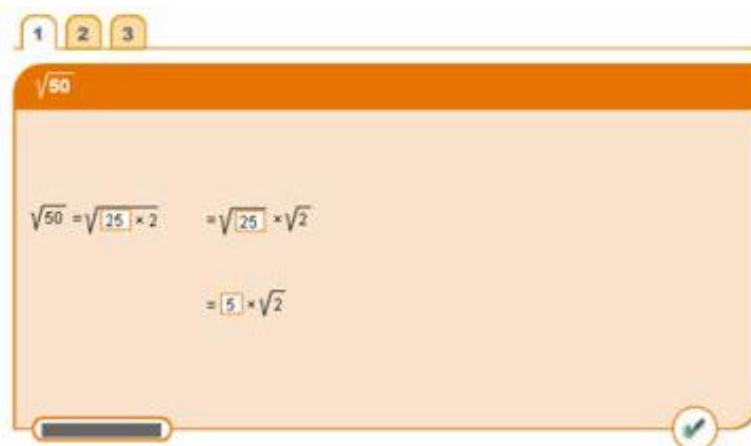 1 2 3
√50
√50 = √25 × 2 = √25 × √2
= 5 × √2